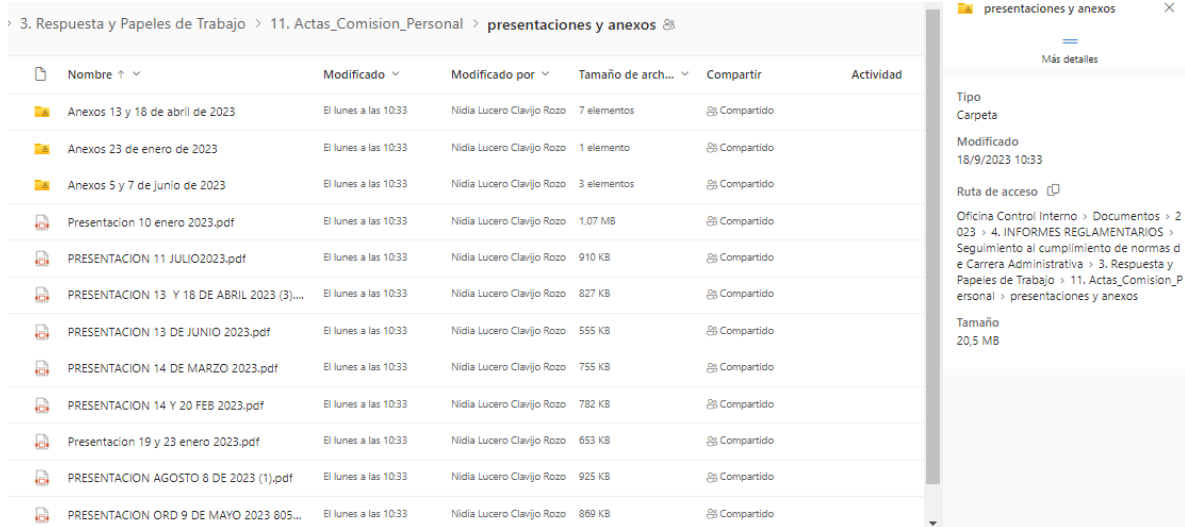 3. Respuesta y Papeles de Trabajo > 11. Actas_Comision_Personal > presentaciones y anexos
Nombre Modificado Modificado por Tamaño de arch... Compartir Actividad
Anexos 13 y 18 de abril de 2023 El lunes a las 10:33 Nidia Lucero Clavijo Rozo 7 elementos Compartido
Anexos 23 de enero de 2023 El lunes a las 10:33 Nidia Lucero Clavijo Rozo 1 elemento Compartido
Anexos 5 y 7 de junio de 2023 El lunes a las 10:33 Nidia Lucero Clavijo Rozo 3 elementos Compartido
Presentacion 10 enero 2023.pdf El lunes a las 10:33 Nidia Lucero Clavijo Rozo 1,07 MB Compartido
PRESENTACION 11 JULIO2023.pdf El lunes a las 10:33 Nidia Lucero Clavijo Rozo 910 KB Compartido
PRESENTACION 13 Y 18 DE ABRIL 2023 (3).... El lunes a las 10:33 Nidia Lucero Clavijo Rozo 827 KB Compartido
PRESENTACION 13 DE JUNIO 2023.pdf El lunes a las 10:33 Nidia Lucero Clavijo Rozo 555 KB Compartido
PRESENTACION 14 DE MARZO 2023.pdf El lunes a las 10:33 Nidia Lucero Clavijo Rozo 755 KB Compartido
PRESENTACION 14 Y 20 FEB 2023.pdf El lunes a las 10:33 Nidia Lucero Clavijo Rozo 782 KB Compartido
Presentacion 19 y 23 enero 2023.pdf El lunes a las 10:33 Nidia Lucero Clavijo Rozo 653 KB Compartido
PRESENTACION AGOSTO 8 DE 2023 (1).pdf El lunes a las 10:33 Nidia Lucero Clavijo Rozo 925 KB Compartido
PRESENTACION ORD 9 DE MAYO 2023 805... El lunes a las 10:33 Nidia Lucero Clavijo Rozo 869 KB Compartido
presentaciones y anexos
Más detalles
Tipo
Carpeta
Modificado
18/9/2023 10:33
Ruta de acceso
Oficina Control Interno > Documentos > 2
023 > 4. INFORMES REGLAMENTARIOS >
Seguimiento al cumplimiento de normas d
e Carrera Administrativa > 3. Respuesta y
Papeles de Trabajo > 11. Actas_Comision_P
ersonal > presentaciones y anexos
Tamaño
20,5 MB